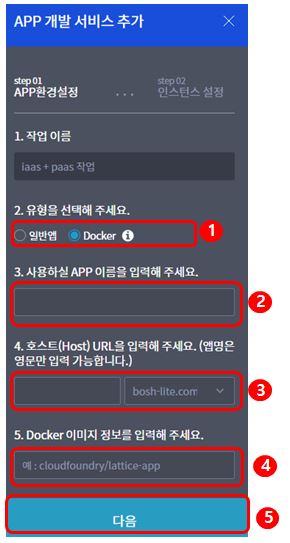 APP 개발 서비스 추가
step 01
APP환경설정
...
step 02
인스턴스 설정
1. 작업 이름
iaas + paas 작업
2. 유형을 선택해 주세요.
일반앱 Docker i
1
3. 사용하실 APP 이름을 입력해 주세요.
2
4. 호스트(Host) URL을 입력해 주세요. (앱명은
영문만 입력 가능합니다.)
bosh-lite.com
3
5. Docker 이미지 정보를 입력해 주세요.
예 : cloudfoundry/lattice-app
4
다음
5